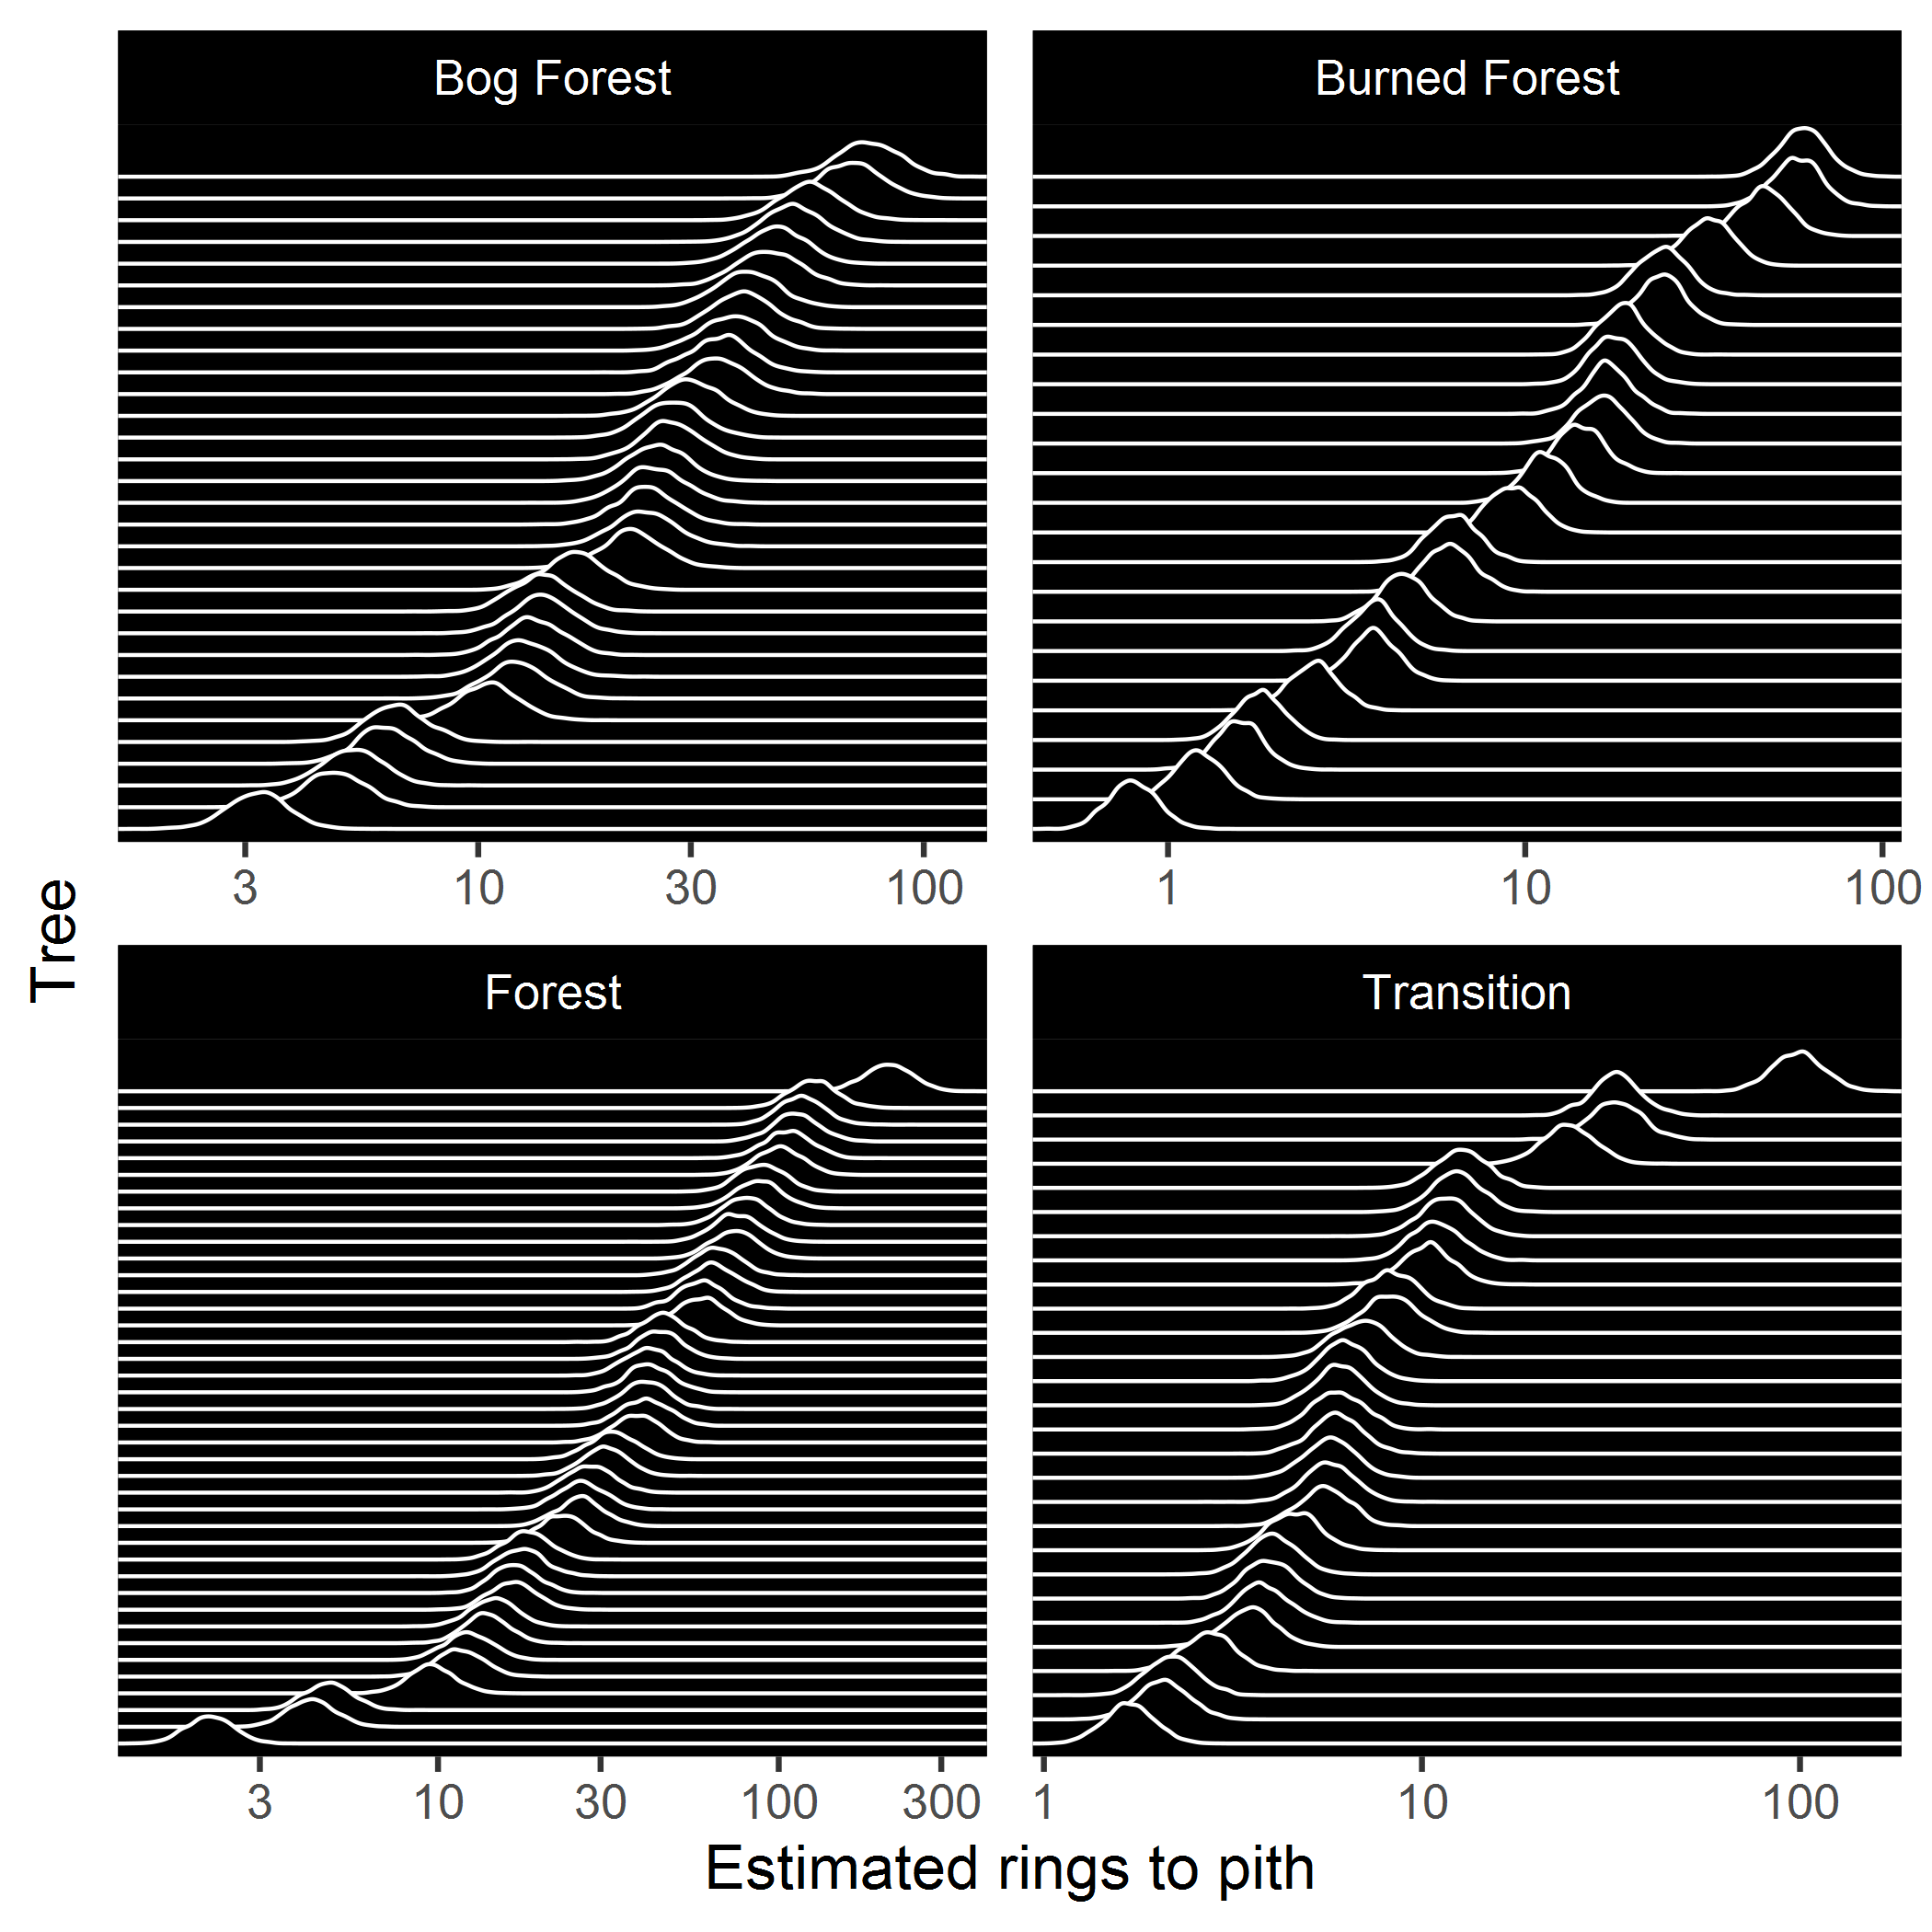 Bog Forest
Burned Forest
3 10 30 100
1 10 100
Tree
Forest
Transition
3 10 30 100 300
1 10 100
Estimated rings to pith